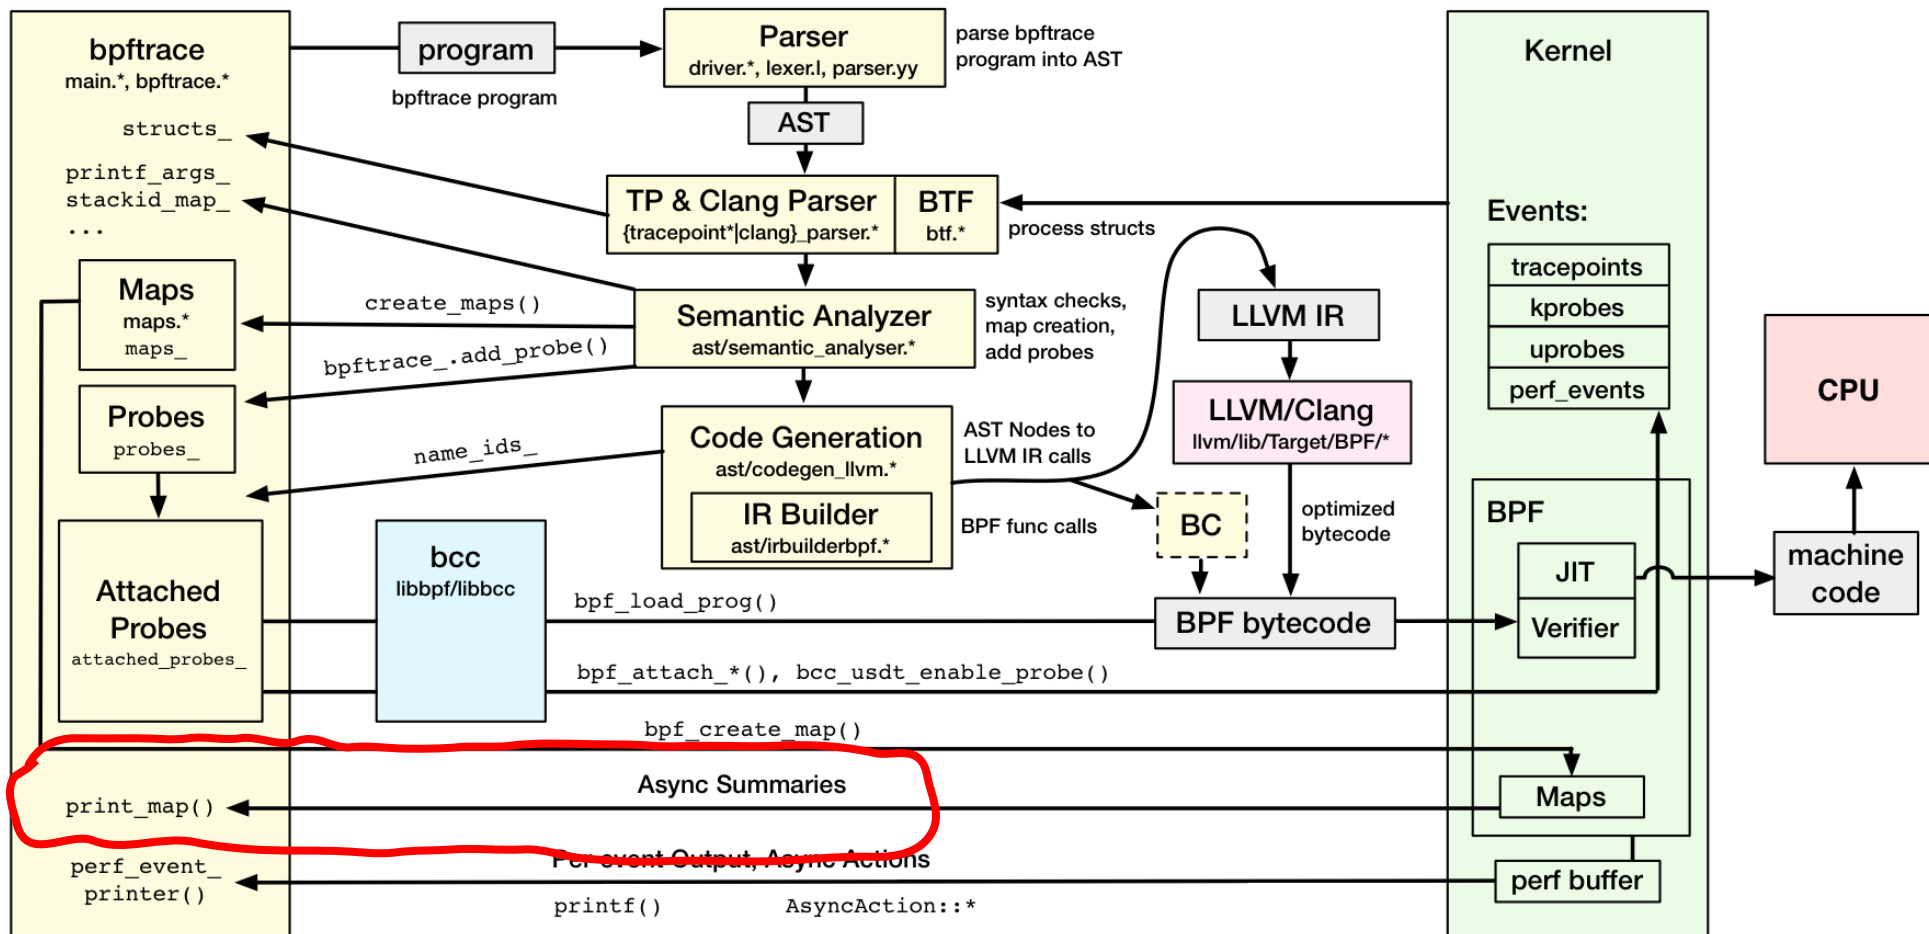 bpftrace
main.*, bpftrace.*
structs_
printf_args_
stackid_map_
...
Maps
maps.*
maps_
Probes
probes_
Attached
Probes
attached_probes_
print_map()
perf_event_
printer()
program
bpftrace program
Parser
driver.*, lexer.l, parser.yy
parse bpftrace
program into AST
AST
TP & Clang Parser
{tracepoint*|clang}_parser.*
BTF
btf.*
process structs
create_maps()
Semantic Analyzer
ast/semantic_analyser.*
syntax checks,
map creation,
add probes
bpftrace_.add_probe()
name_ids_
Code Generation
ast/codegen_llvm.*
IR Builder
ast/irbuilderbpf.*
AST Nodes to
LLVM IR calls
BPF func calls
LLVM IR
LLVM/Clang
llvm/lib/Target/BPF/*
BC
optimized
bytecode
bcc
libbpf/libbcc
bpf_load_prog()
BPF bytecode
bpf_attach_*(), bcc_usdt_enable_probe()
bpf_create_map()
Async Summaries
Per-event Output, Async Actions
printf()
AsyncAction::*
Kernel
Events:
tracepoints
kprobes
uprobes
perf_events
BPF
JIT
Verifier
Maps
perf buffer
CPU
machine
code